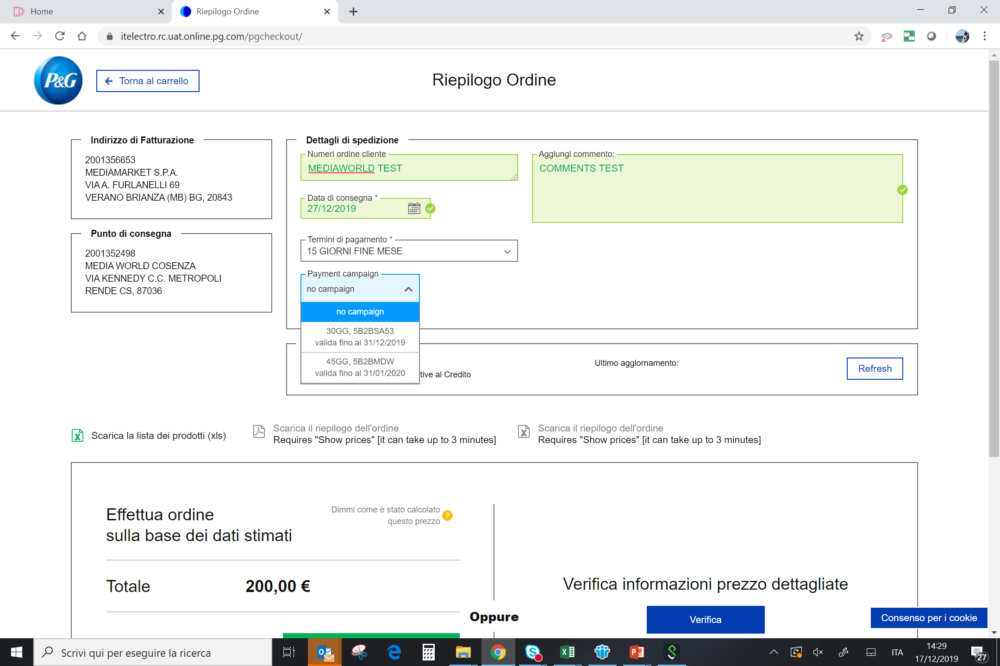 Home
Riepilogo Ordine
itelectro.rc.uat.online.pg.com/pgcheckout/
P&G
Torna al carrello
Riepilogo Ordine
Indirizzo di Fatturazione
2001356653
MEDIAMARKET S.P.A.
VIA A. FURLANELLI 69
VERANO BRIANZA (MB) BG, 20843
Punto di consegna
2001352498
MEDIA WORLD COSENZA
VIA KENNEDY C.C. METROPOLI
RENDE CS, 87036
Dettagli di spedizione
Numeri ordine cliente
MEDIAWORLD TEST
Aggiungi commento:
COMMENTS TEST
Data di consegna *
27/12/2019
Termini di pagamento *
15 GIORNI FINE MESE
Payment campaign
no campaign
no campaign
30GG, 5B2BSA53
valida fino al 31/12/2019
45GG, 5B2BMDW
valida fino al 31/01/2020
tive al Credito
Ultimo aggiornamento:
Refresh
Scarica la lista dei prodotti (xls)
Scarica il riepilogo dell'ordine
Requires "Show prices" [it can take up to 3 minutes]
Scarica il riepilogo dell'ordine
Requires "Show prices" [it can take up to 3 minutes]
Effettua ordine
sulla base dei dati stimati
Dimmi come è stato calcolato
questo prezzo
?
Totale
200,00 €
Oppure
Verifica informazioni prezzo dettagliate
Verifica
Consenso per i cookie
Scrivi qui per eseguire la ricerca
ITA
14:29
17/12/2019
27